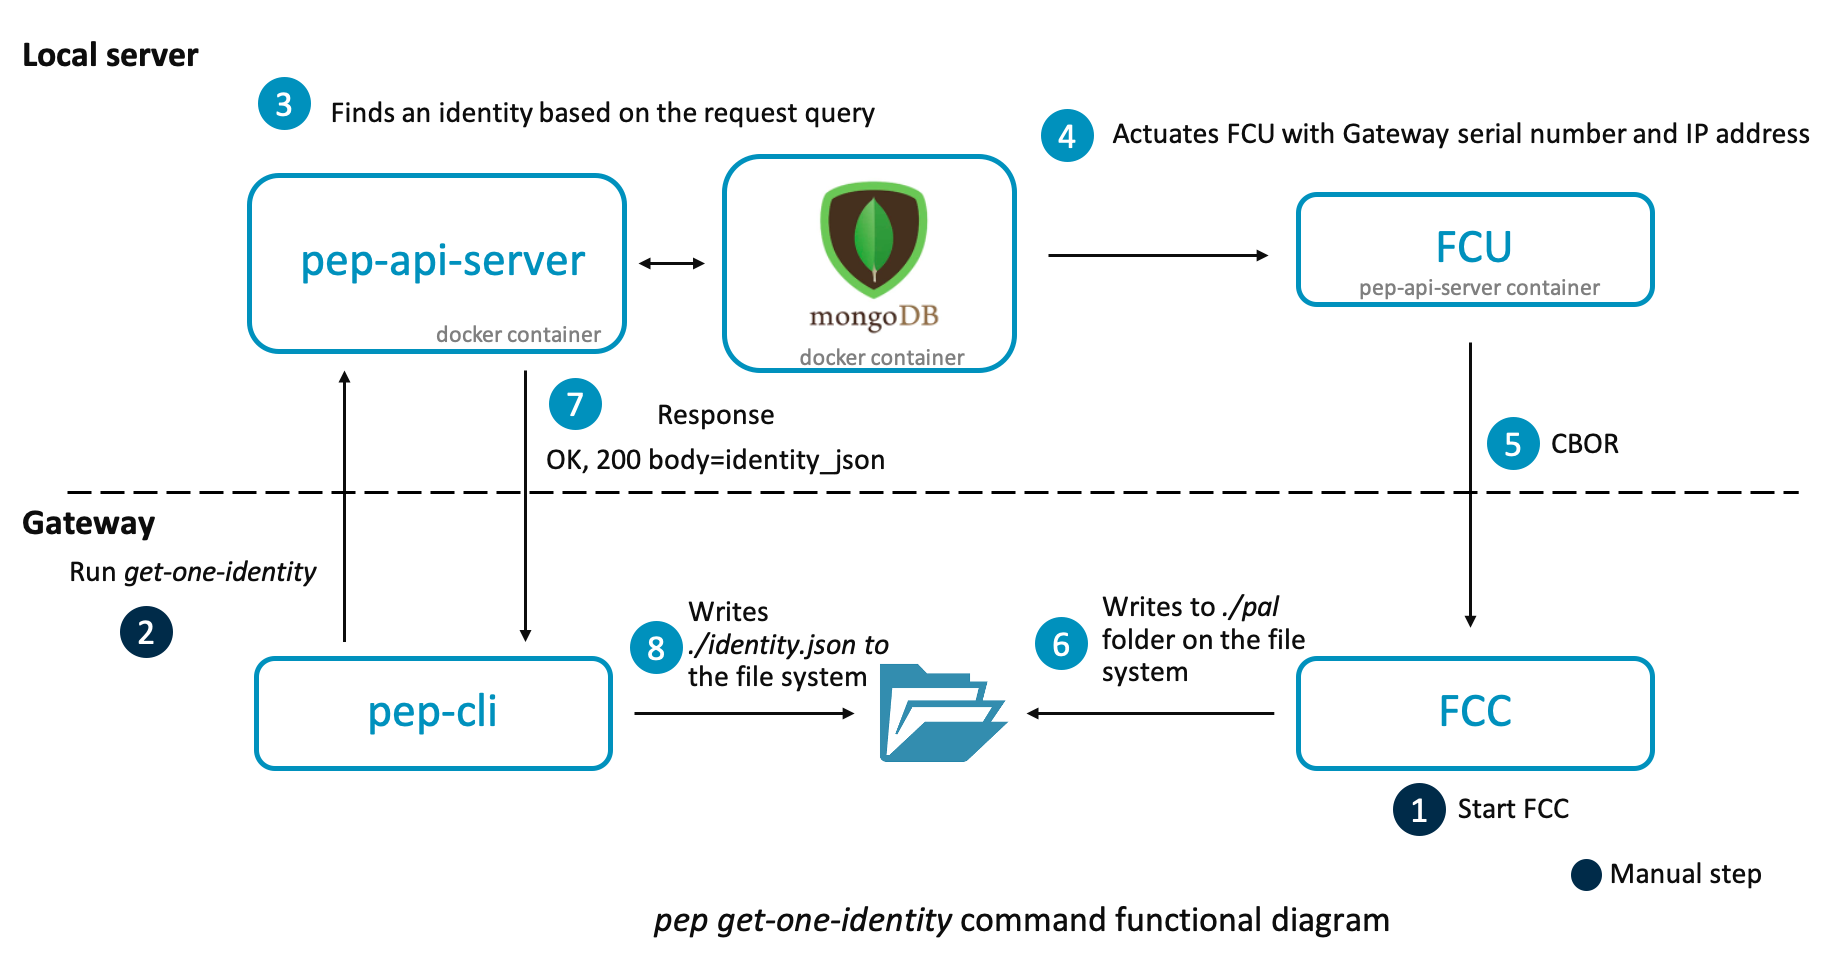 Local server
3
Finds an identity based on the request query
4
Actuates FCU with Gateway serial number and IP address
pep-api-server
docker container
mongoDB
docker container
FCU
pep-api-server container
7
Response
OK, 200 body=identity_json
5
CBOR
Gateway
Run get-one-identity
2
8
Writes
./identity.json to
the file system
6
Writes to ./pal
folder on the file
system
pep-cli
FCC
1
Start FCC
Manual step
pep get-one-identity command functional diagram